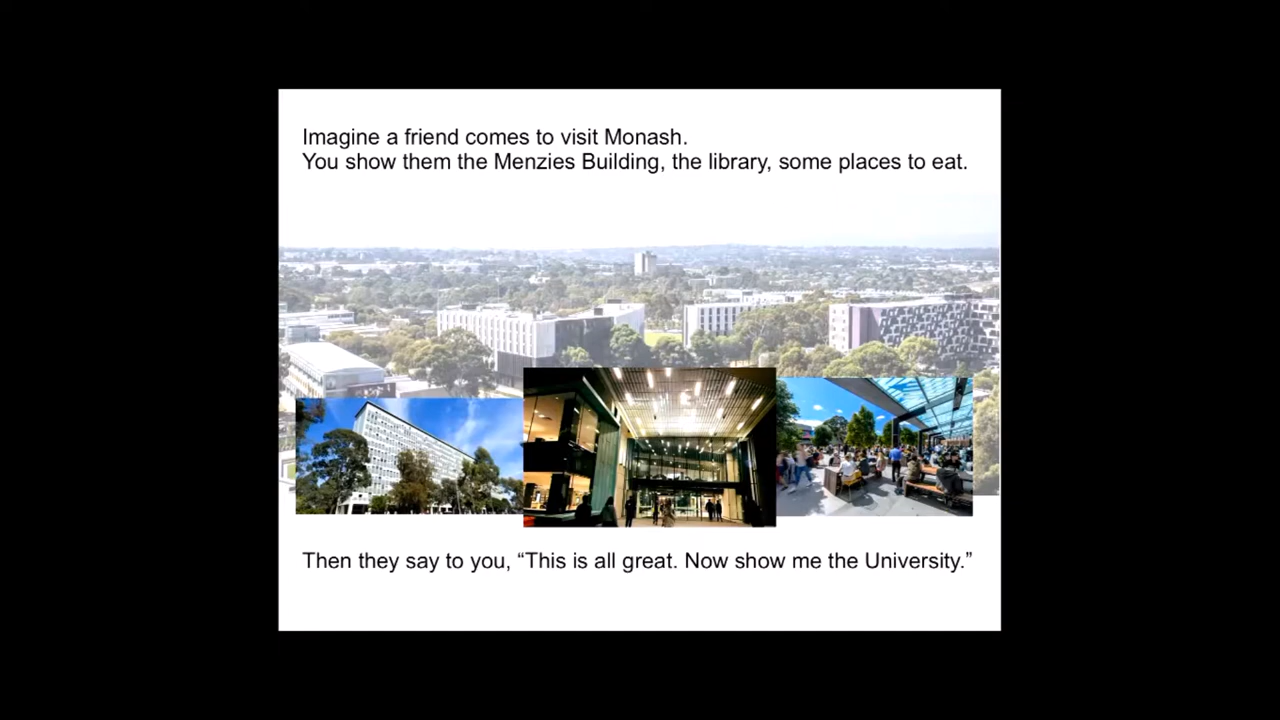 Imagine a friend comes to visit Monash.
You show them the Menzies Building, the library, some places to eat.
Then they say to you, “This is all great. Now show me the University.”